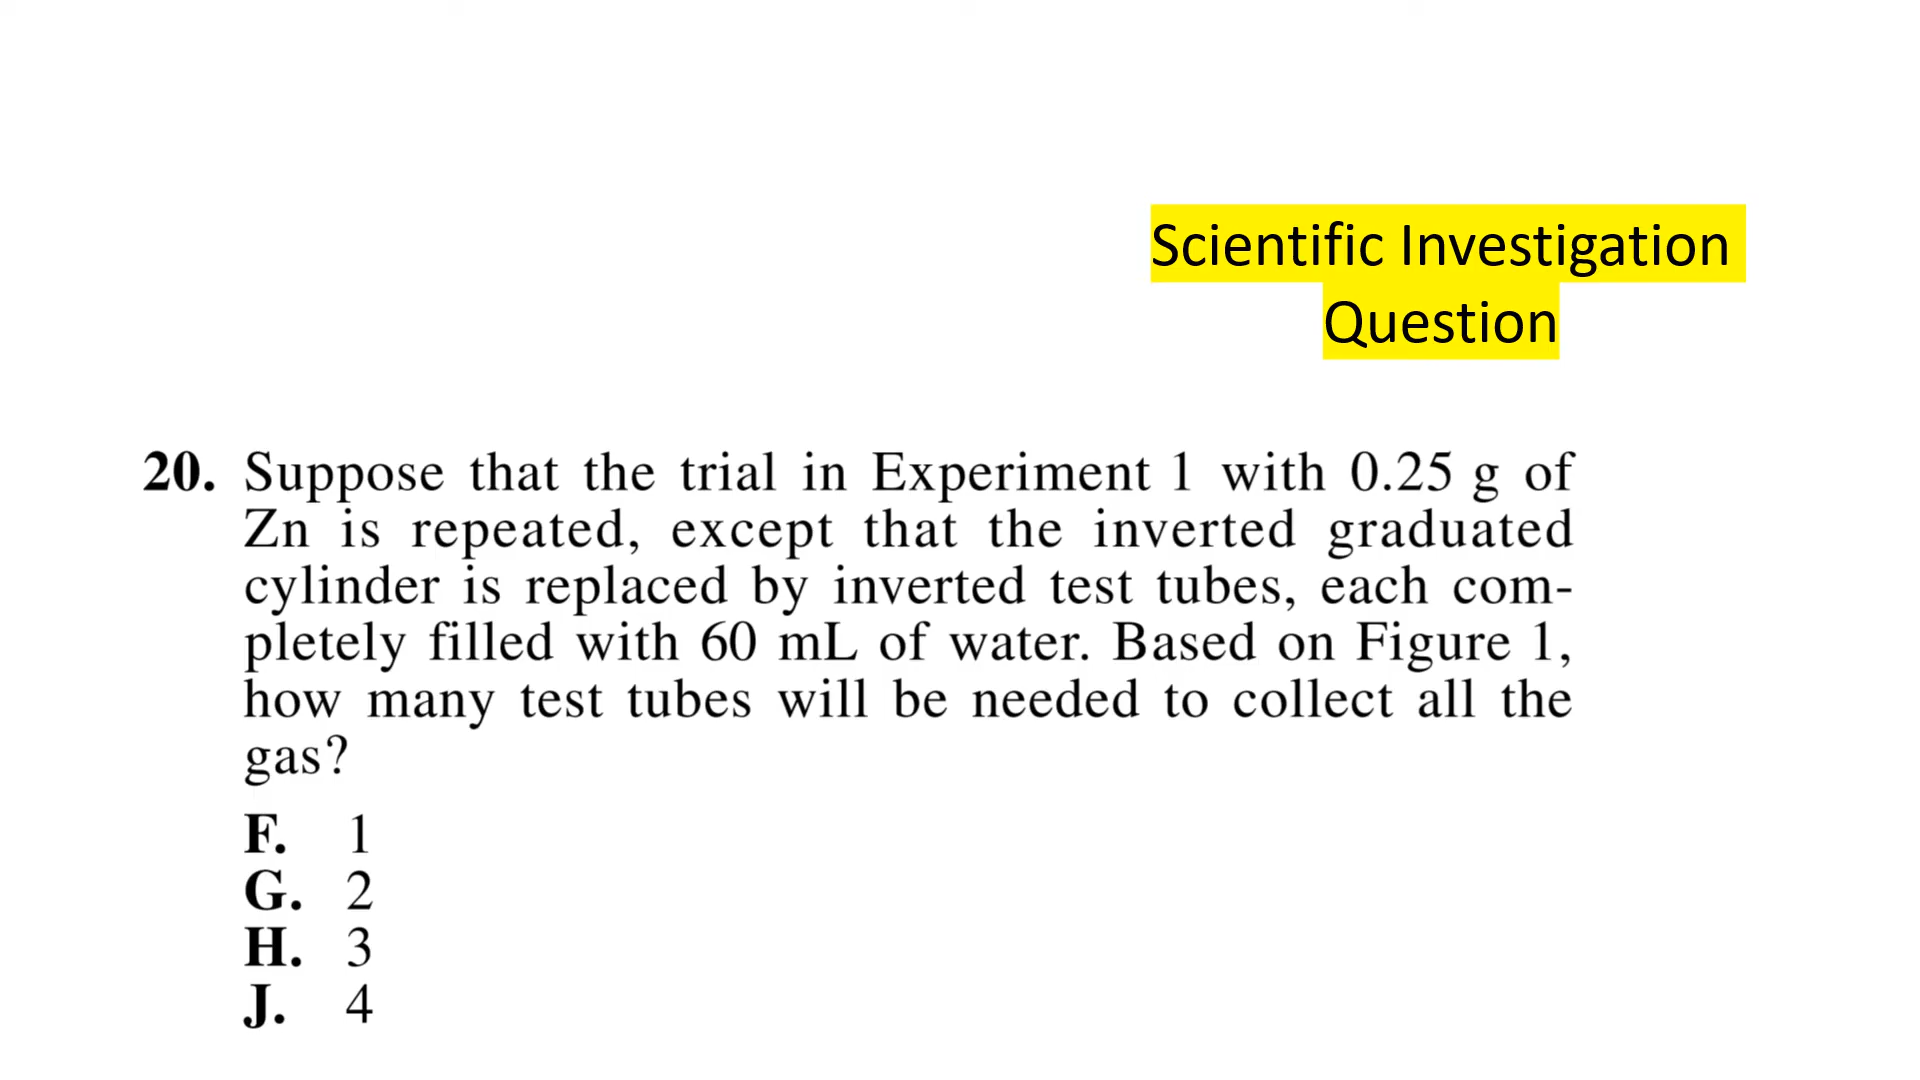 Scientific Investigation
Question
20. Suppose that the trial in Experiment 1 with 0.25 g of
Zn is repeated, except that the inverted graduated
cylinder is replaced by inverted test tubes, each com-
pletely filled with 60 mL of water. Based on Figure 1,
how many test tubes will be needed to collect all the
gas?
F. 1
G. 2
H. 3
J. 4